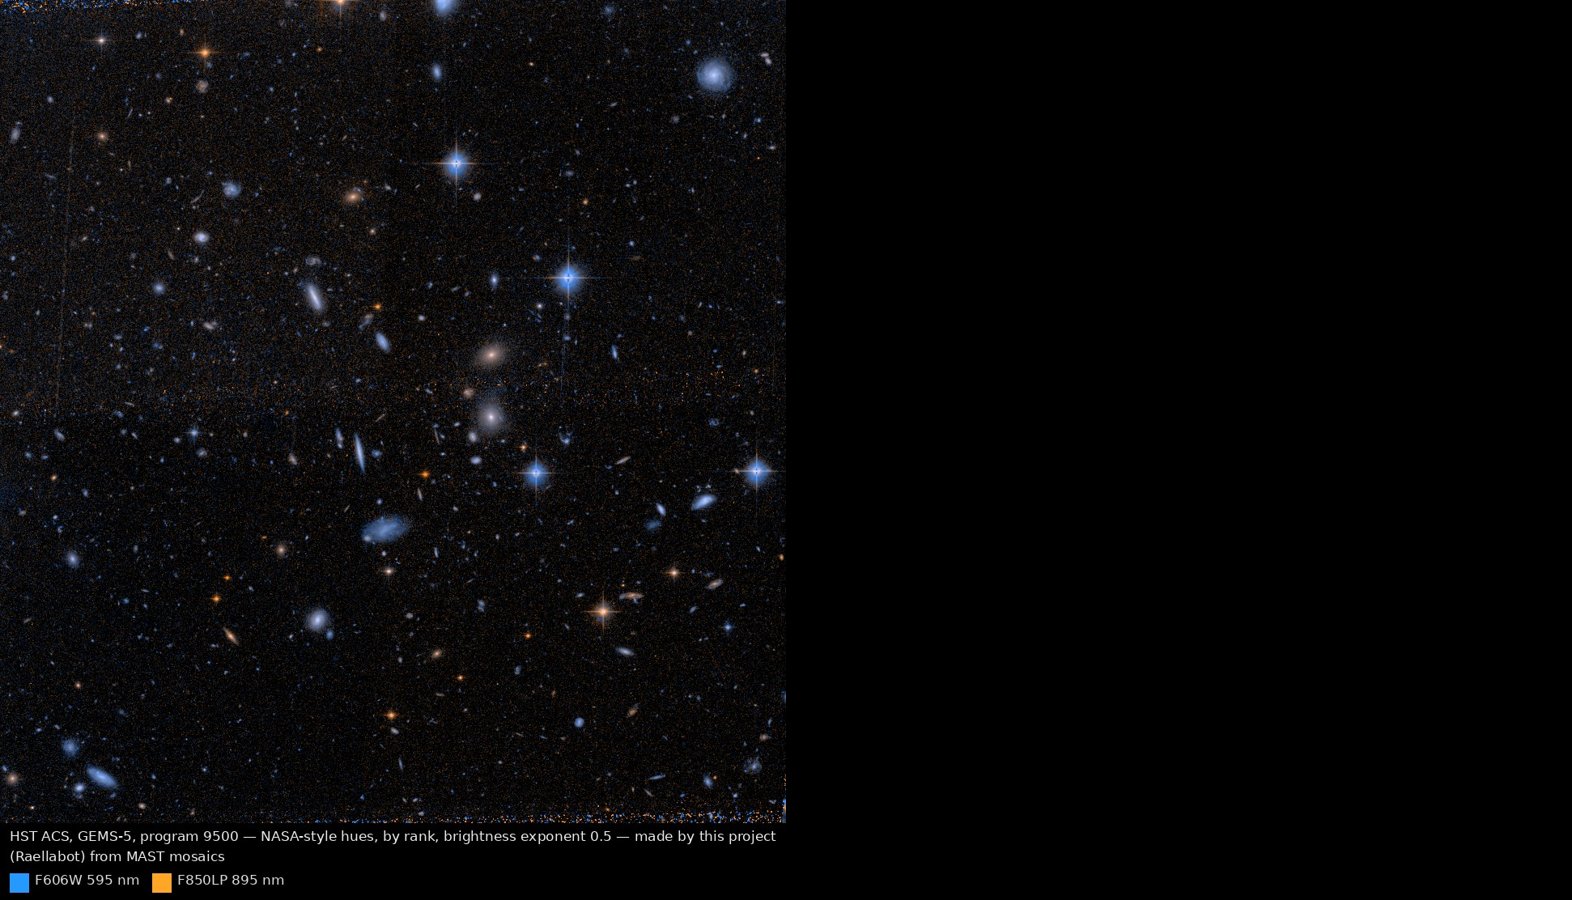 HST ACS, GEMS-5, program 9500 — NASA-style hues, by rank, brightness exponent 0.5 — made by this project
(Raellabot) from MAST mosaics
F606W 595 nm F850LP 895 nm